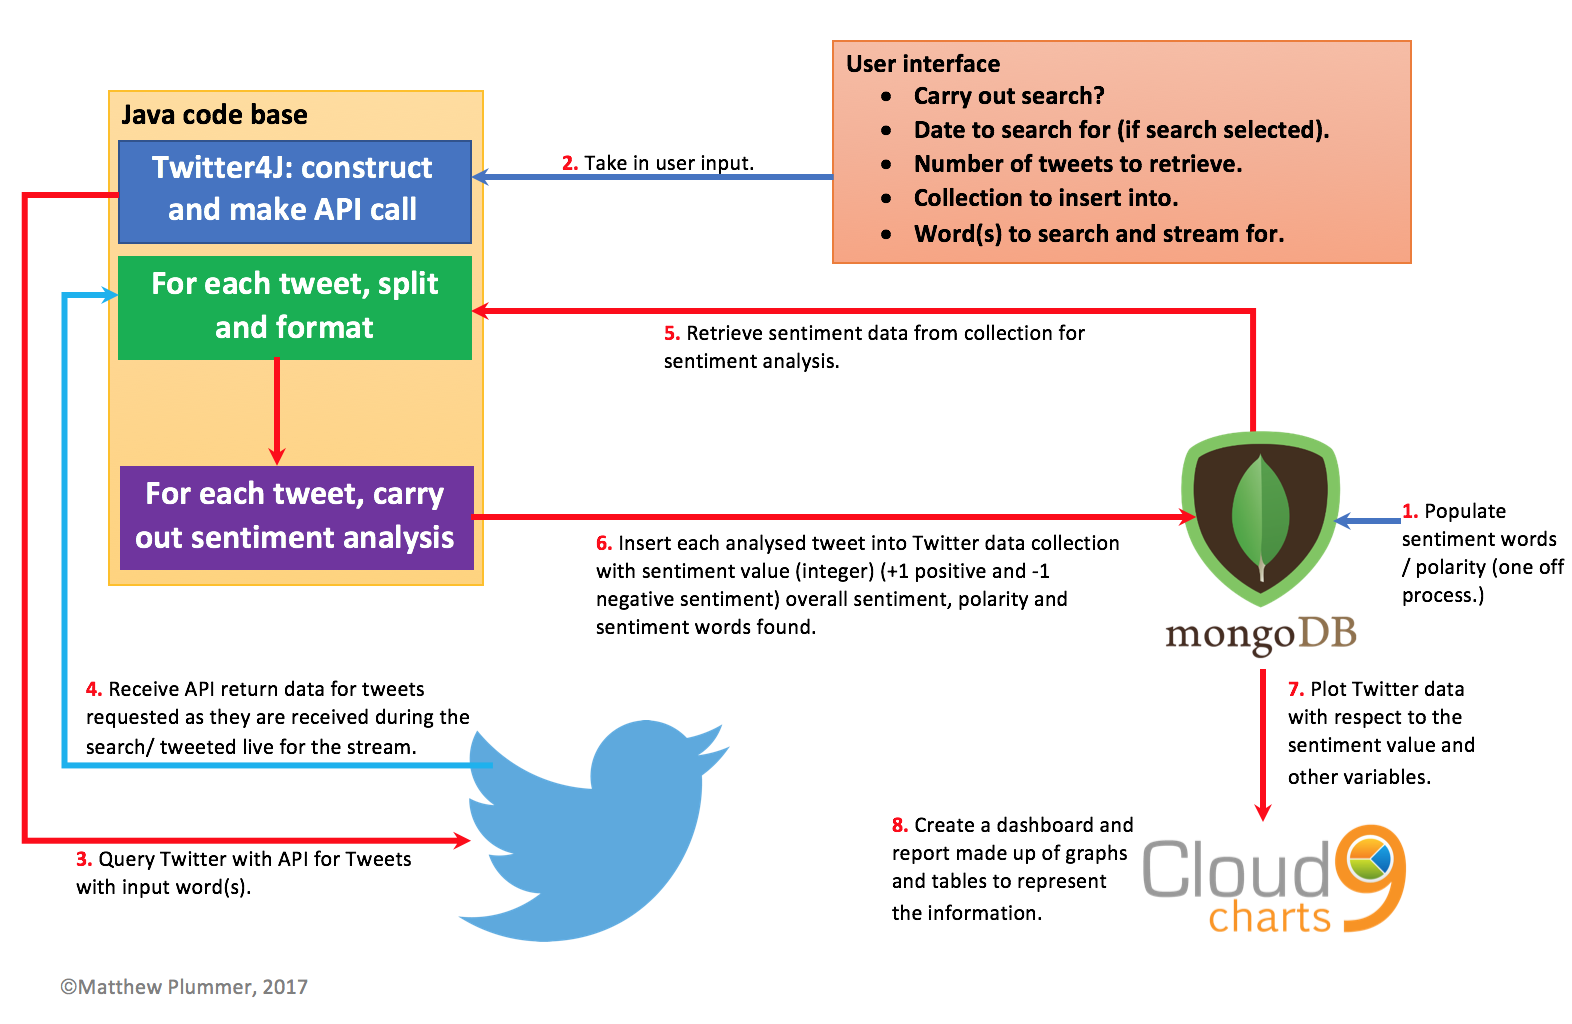 User interface
• Carry out search?
• Date to search for (if search selected).
• Number of tweets to retrieve.
• Collection to insert into.
• Word(s) to search and stream for.
Java code base
Twitter4J: construct
and make API call
2. Take in user input.
For each tweet, split
and format
5. Retrieve sentiment data from collection for
sentiment analysis.
For each tweet, carry
out sentiment analysis
1. Populate
sentiment words
/ polarity (one off
process.)
6. Insert each analysed tweet into Twitter data collection
with sentiment value (integer) (+1 positive and -1
negative sentiment) overall sentiment, polarity and
sentiment words found.
mongoDB
4. Receive API return data for tweets
requested as they are received during the
search/ tweeted live for the stream.
7. Plot Twitter data
with respect to the
sentiment value and
other variables.
3. Query Twitter with API for Tweets
with input word(s).
8. Create a dashboard and
report made up of graphs
and tables to represent
the information.
Cloud9
charts
©Matthew Plummer, 2017